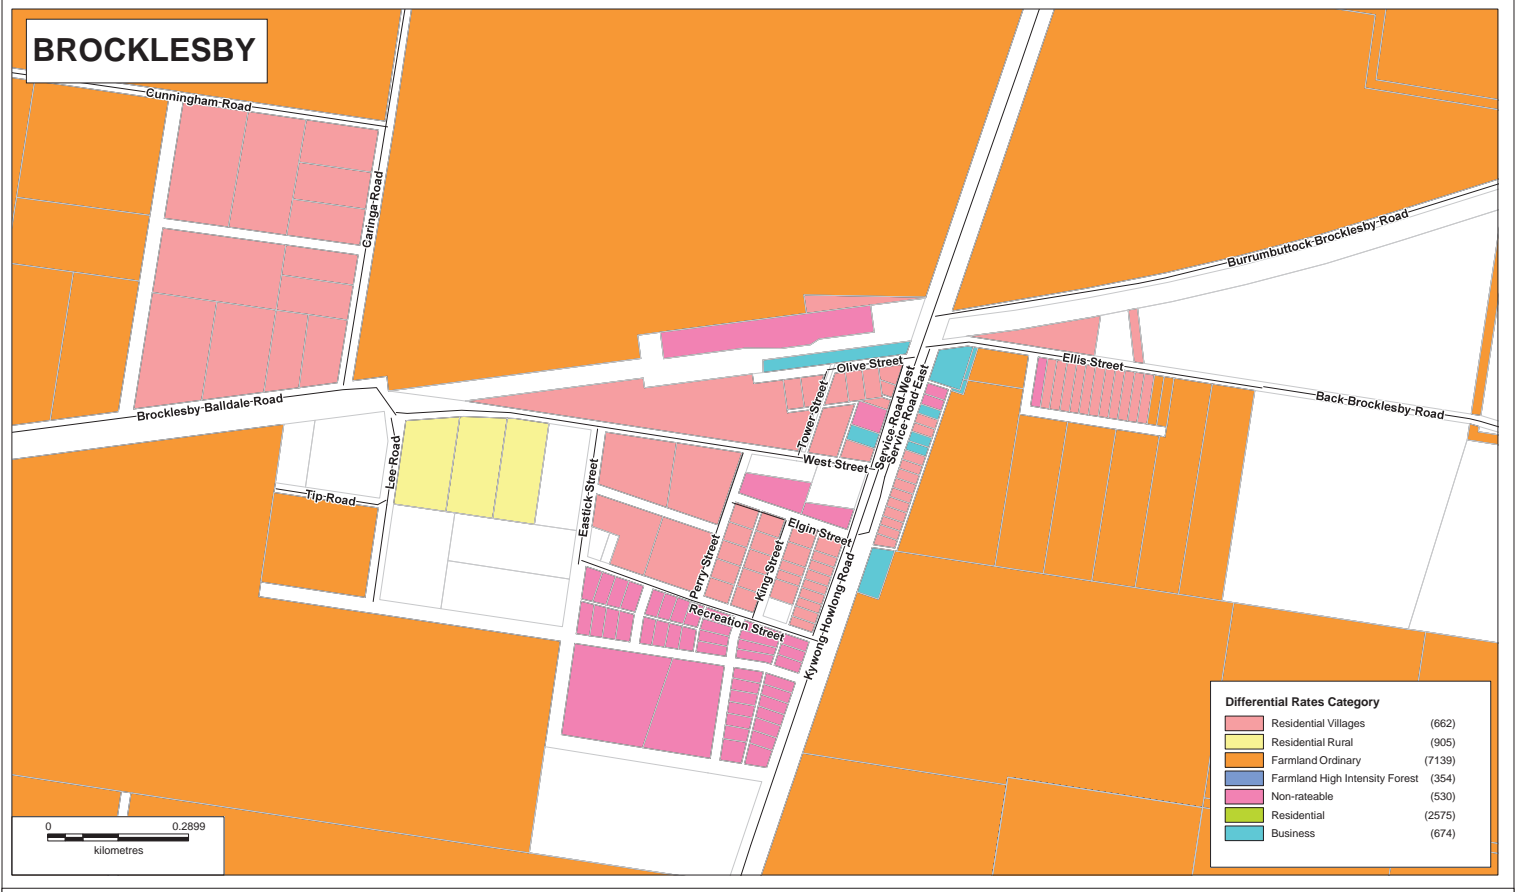 BROCKLESBY
Cunningham Road
Caringa Road
Burrumbuttock Brocklesby Road
Olive Street
Ellis Street
Back Brocklesby Road
Brocklesby Balldale Road
Tower Street
Service Road West
Service Road East
West Street
Lee Road
Tip Road
Eastick Street
Elgin Street
Perry Street
King Street
Recreation Street
Kywong Howlong Road
Differential Rates Category
Residential Villages (662)
Residential Rural (905)
Farmland Ordinary (7139)
Farmland High Intensity Forest (354)
Non-rateable (530)
Residential (2575)
Business (674)
0 0.2899
kilometres